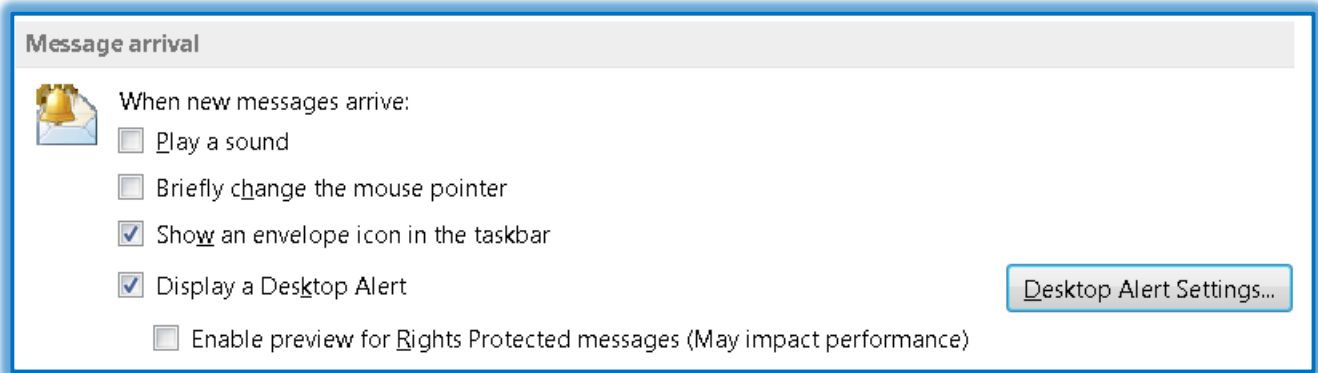 Message arrival
When new messages arrive:
Play a sound
Briefly change the mouse pointer
Show an envelope icon in the taskbar
Display a Desktop Alert
Desktop Alert Settings...
Enable preview for Rights Protected messages (May impact performance)